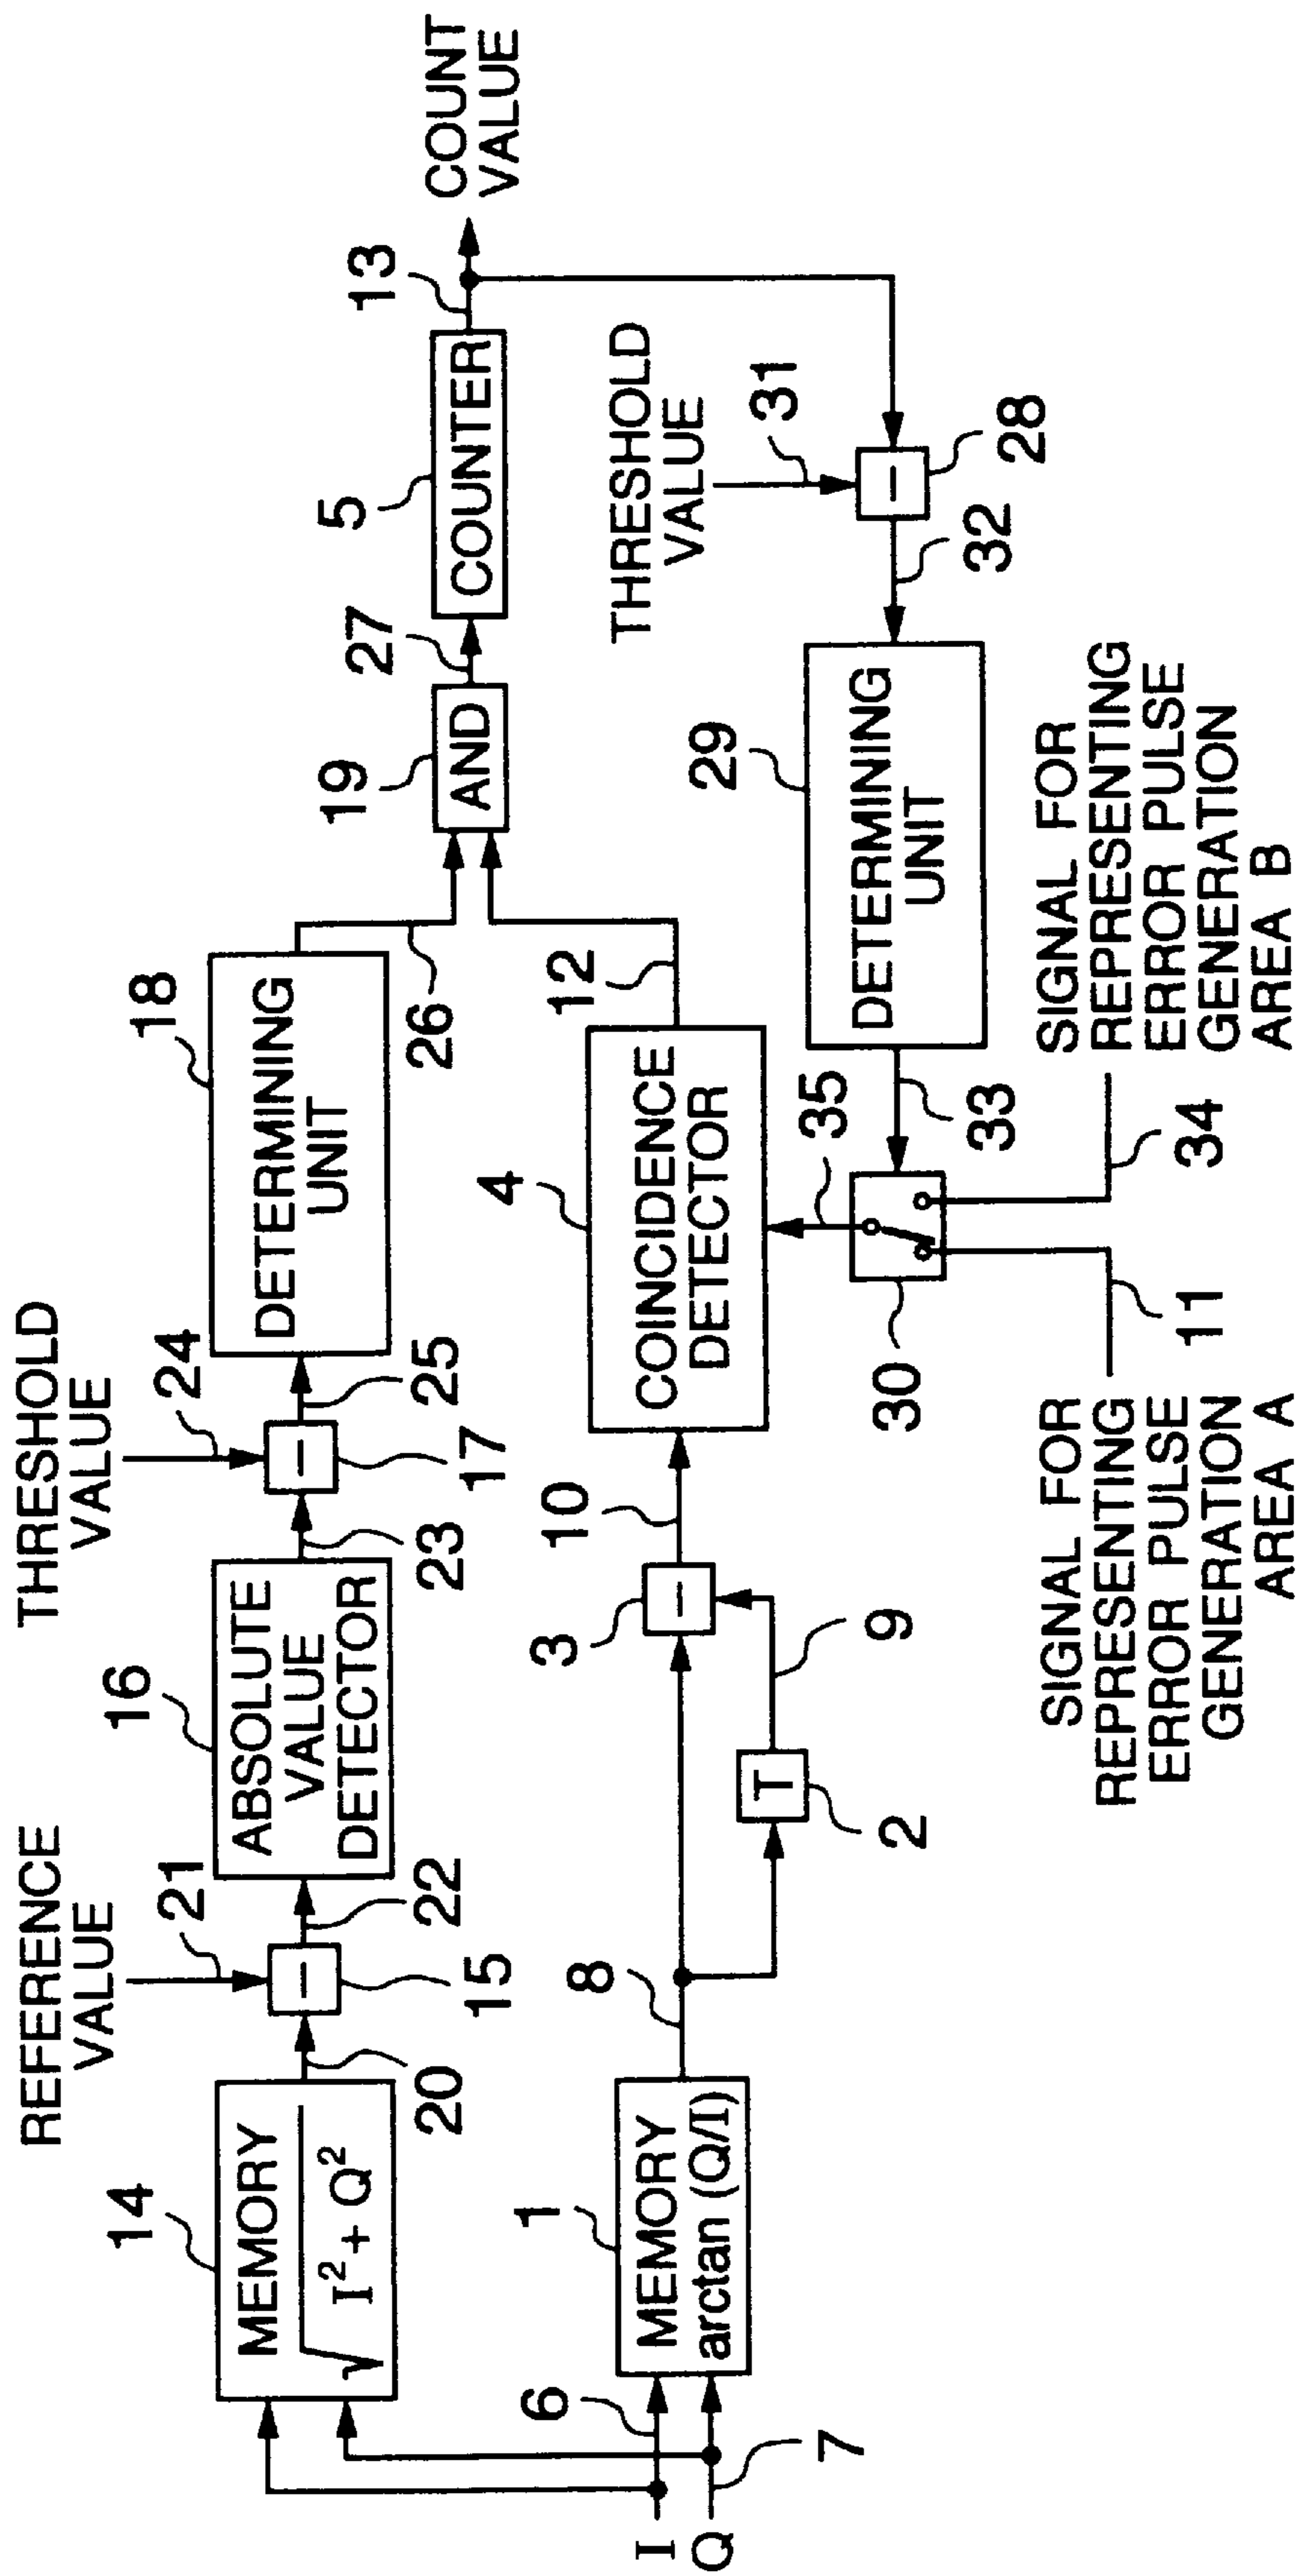 REFERENCE
VALUE
21
THRESHOLD
VALUE
24
14
MEMORY
√I² + Q²
20
15
22
16
ABSOLUTE
VALUE
DETECTOR
23
17
25
18
DETERMINING
UNIT
26
19
AND
27
5
COUNTER
13
COUNT
VALUE
I
Q
6
7
1
MEMORY
arctan (Q/I)
8
2
T
9
3
10
4
COINCIDENCE
DETECTOR
12
THRESHOLD
VALUE
31
28
32
29
DETERMINING
UNIT
33
35
30
11
34
SIGNAL FOR
REPRESENTING
ERROR PULSE
GENERATION
AREA A
SIGNAL FOR
REPRESENTING
ERROR PULSE
GENERATION
AREA B